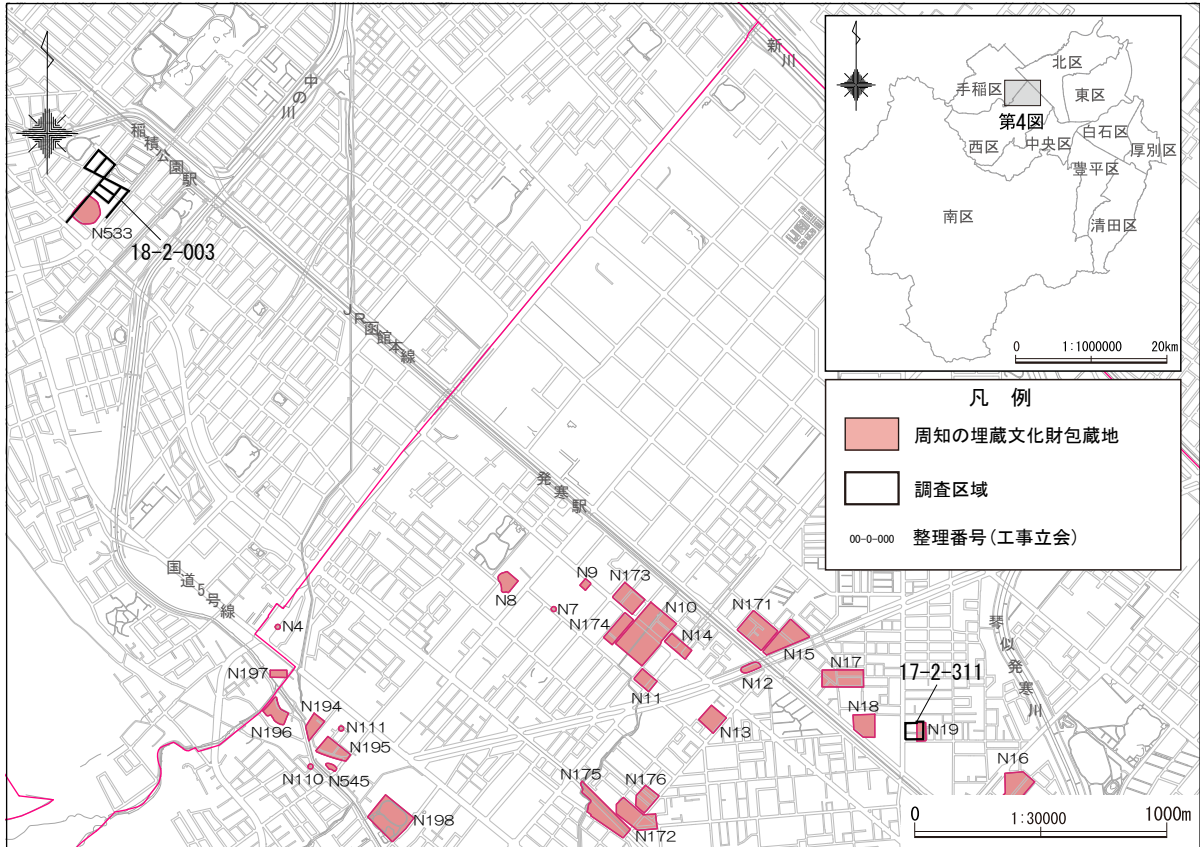 新川
中の川
稲積公園駅
N533
18-2-003
JR函館本線
発寒駅
国道5号線
琴似発寒川
N4
N197
N196
N194
N111
N195
N110
N545
N198
N8
N9
N7
N173
N174
N10
N14
N11
N171
N15
N12
N17
N13
N18
17-2-311
N19
N16
N175
N176
N172
手稲区
北区
東区
第4図
西区
中央区
白石区
厚別区
豊平区
南区
清田区
0 1:1000000 20km
凡 例
周知の埋蔵文化財包蔵地
調査区域
00-0-000 整理番号(工事立会)
0 1:30000 1000m